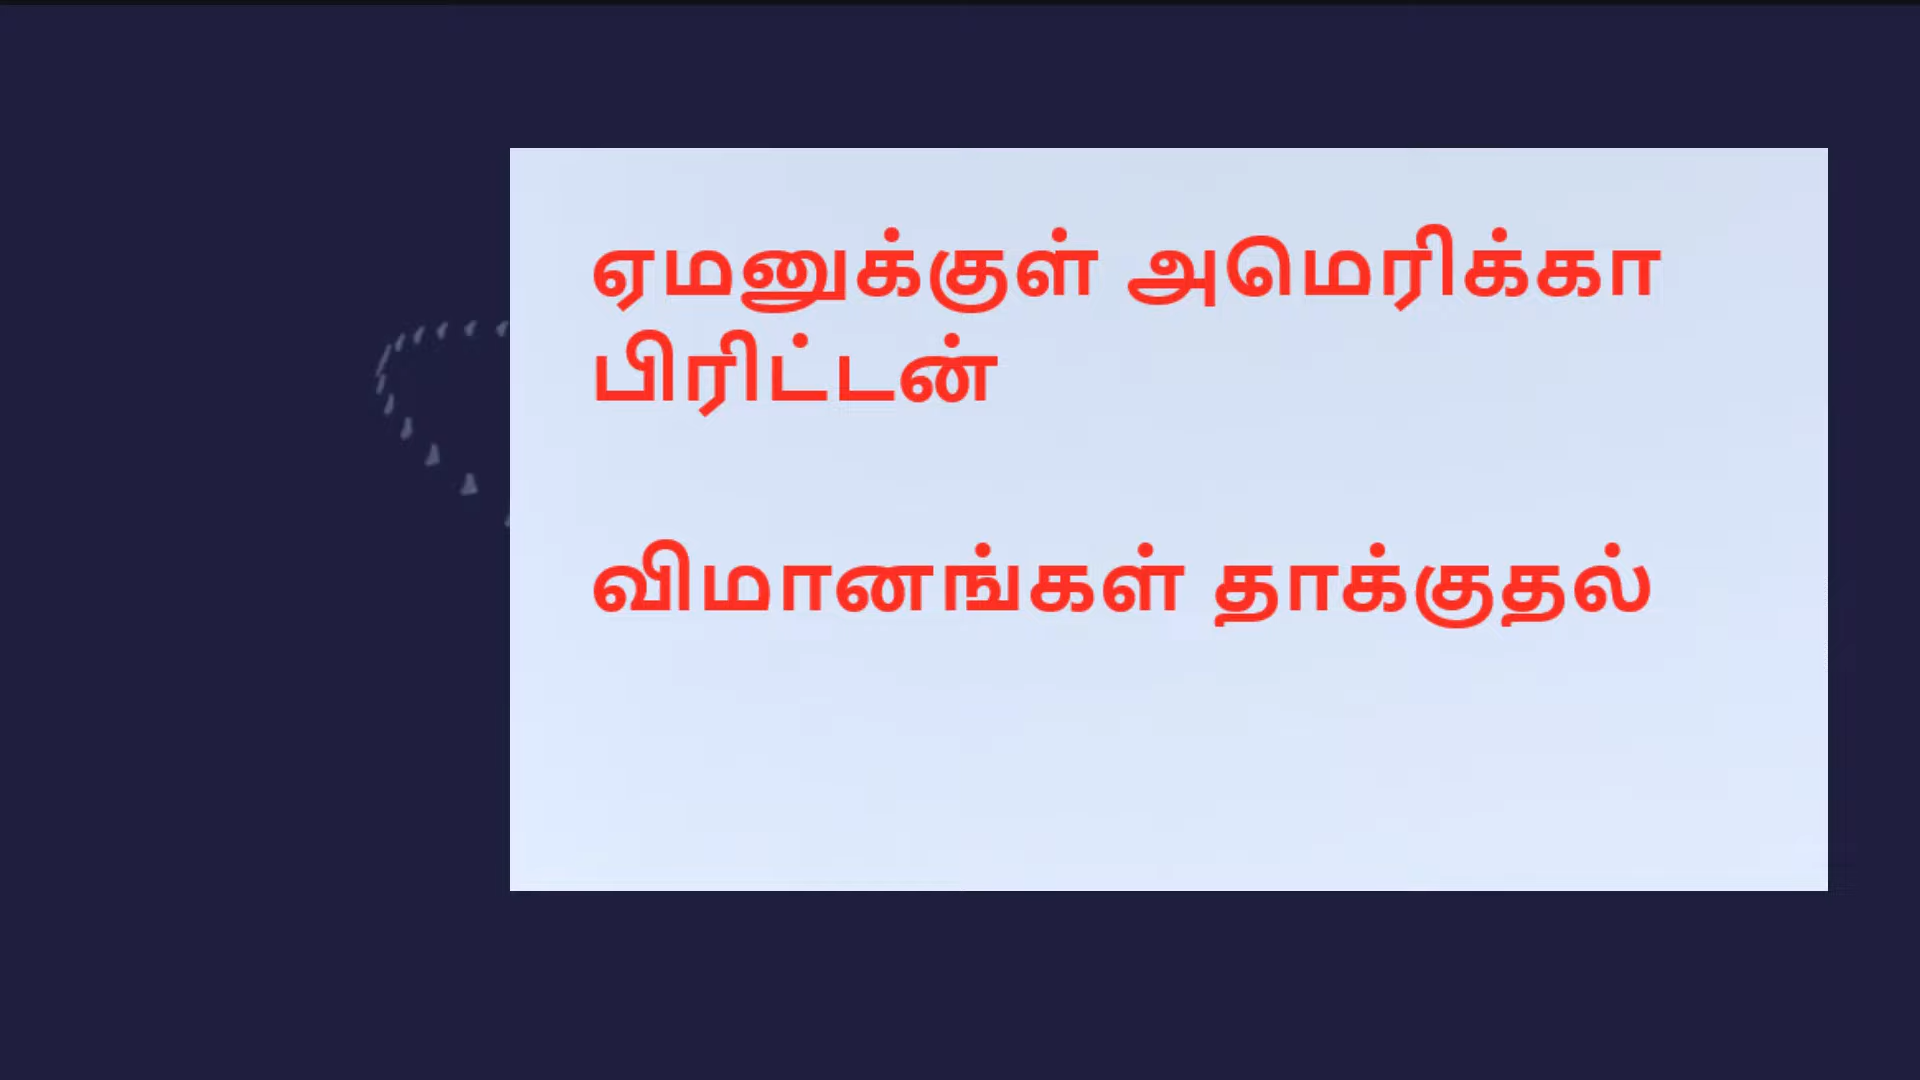 ஏமனுக்குள் அமெரிக்கா
பிரிட்டன்
விமானங்கள் தாக்குதல்